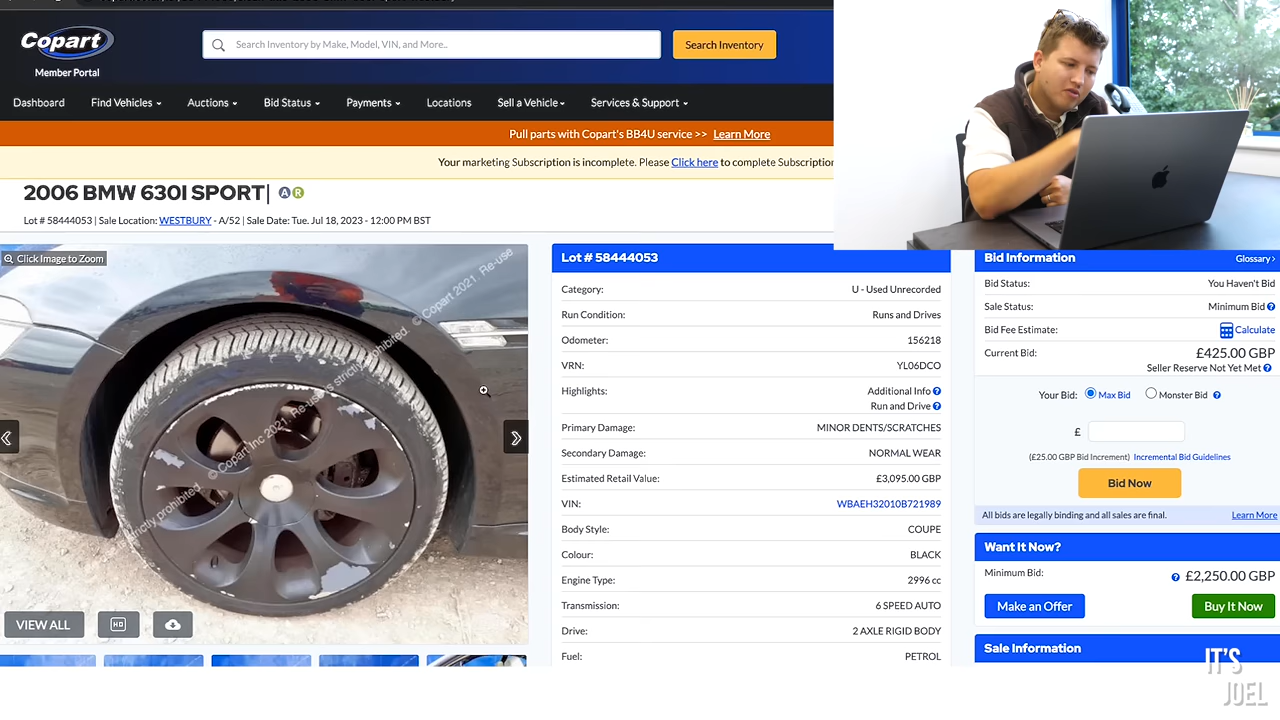 Copart
Member Portal
Search Inventory by Make, Model, VIN, and More..
Search Inventory
Dashboard
Find Vehicles
Auctions
Bid Status
Payments
Locations
Sell a Vehicle
Services & Support
Pull parts with Copart's BB4U service >> Learn More
Your marketing Subscription is incomplete. Please Click here to complete Subscription
2006 BMW 630I SPORT| A R
Lot # 58444053 | Sale Location: WESTBURY - A/52 | Sale Date: Tue. Jul 18, 2023 - 12:00 PM BST
Click Image to Zoom
© Copart 2021. Re-use
strictly prohibited. © Copart Inc 2021. Re-use is strictly prohibited.
VIEW ALL
HD
Lot # 58444053
Category: U - Used Unrecorded
Run Condition: Runs and Drives
Odometer: 156218
VRN: YL06DCO
Highlights: Additional Info ?
Run and Drive ?
Primary Damage: MINOR DENTS/SCRATCHES
Secondary Damage: NORMAL WEAR
Estimated Retail Value: £3,095.00 GBP
VIN: WBAEH32010B721989
Body Style: COUPE
Colour: BLACK
Engine Type: 2996 cc
Transmission: 6 SPEED AUTO
Drive: 2 AXLE RIGID BODY
Fuel: PETROL
Bid Information Glossary
Bid Status: You Haven't Bid
Sale Status: Minimum Bid ?
Bid Fee Estimate: Calculate
Current Bid: £425.00 GBP
Seller Reserve Not Yet Met ?
Your Bid: Max Bid Monster Bid ?
£
(£25.00 GBP Bid Increment) Incremental Bid Guidelines
Bid Now
All bids are legally binding and all sales are final. Learn More
Want It Now?
Minimum Bid: ? £2,250.00 GBP
Make an Offer
Buy It Now
Sale Information
IT'S
JOEL